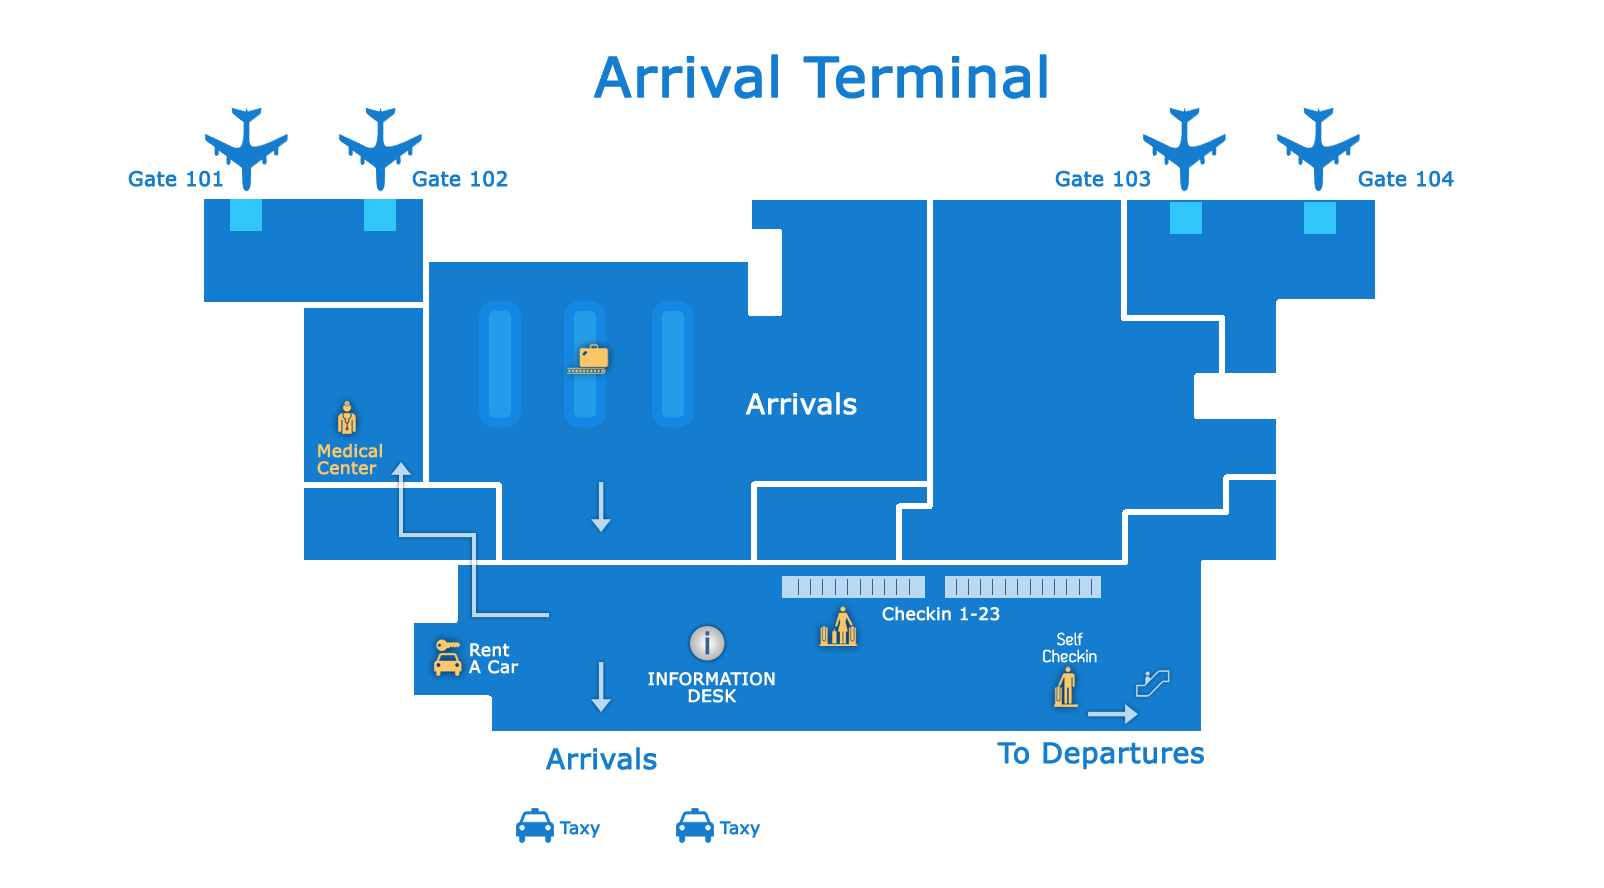 Arrival Terminal
Gate 101
Gate 102
Gate 103
Gate 104
Arrivals
Medical
Center
Checkin 1-23
Rent
A Car
i
INFORMATION
DESK
Self
Checkin
Arrivals
To Departures
Taxy
Taxy